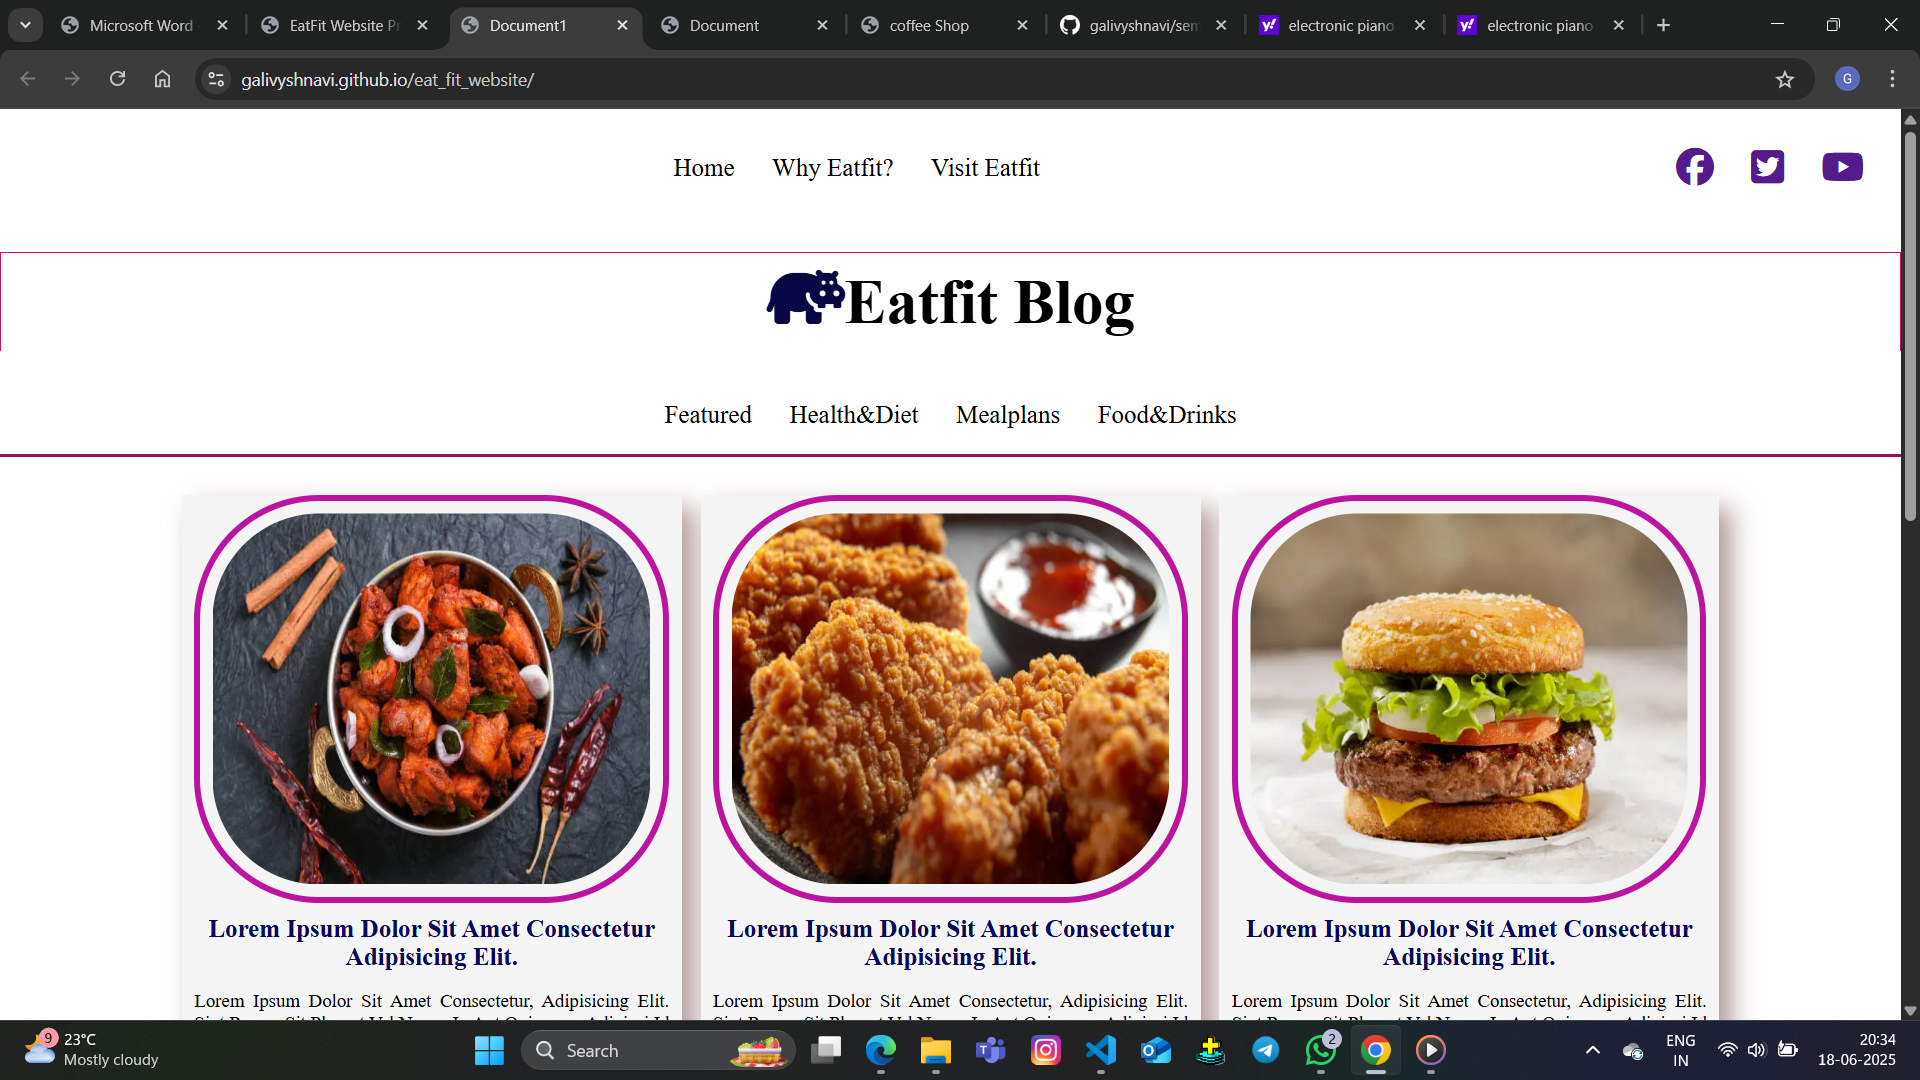 Microsoft Word
EatFit Website Pr
Document1
Document
coffee Shop
galivyshnavi/sem
electronic piano
electronic piano
galivyshnavi.github.io/eat_fit_website/
G
Home Why Eatfit? Visit Eatfit
Eatfit Blog
Featured Health&Diet Mealplans Food&Drinks
Lorem Ipsum Dolor Sit Amet Consectetur
Adipisicing Elit.
Lorem Ipsum Dolor Sit Amet Consectetur, Adipisicing Elit.
Lorem Ipsum Dolor Sit Amet Consectetur
Adipisicing Elit.
Lorem Ipsum Dolor Sit Amet Consectetur, Adipisicing Elit.
Lorem Ipsum Dolor Sit Amet Consectetur
Adipisicing Elit.
Lorem Ipsum Dolor Sit Amet Consectetur, Adipisicing Elit.
9
23°C
Mostly cloudy
Search
2
ENG
IN
20:34
18-06-2025